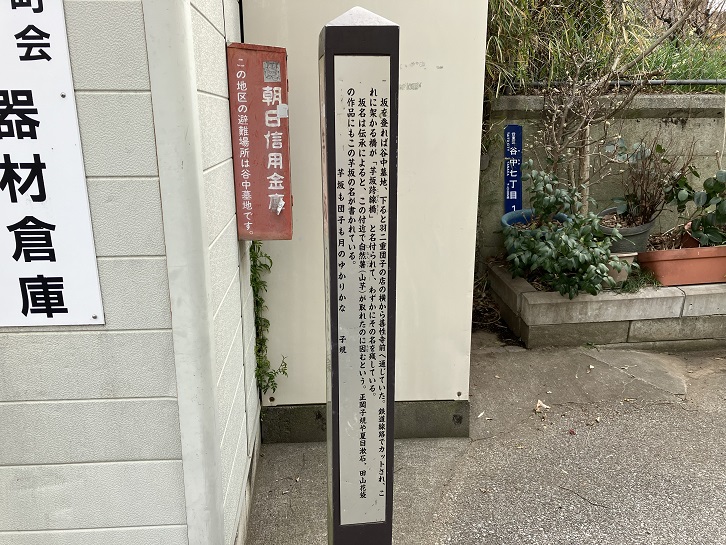 町会
器材倉庫
朝日信用金庫
この地区の避難場所は谷中墓地です。
坂を登れば谷中墓地、下ると羽二重団子の店の横から善性寺前へ通じていた。鉄道線路でカットされ、こ
れに架かる橋が「芋坂跨線橋」と名付られて、わずかにその名を残している。
坂名は伝承によると、この付近で自然薯(山芋)が取れたのに因むという。正岡子規や夏目漱石、田山花袋
の作品にもこの芋坂の名が書かれている。
芋坂も団子も月のゆかりかな 子規
谷中七丁目
1